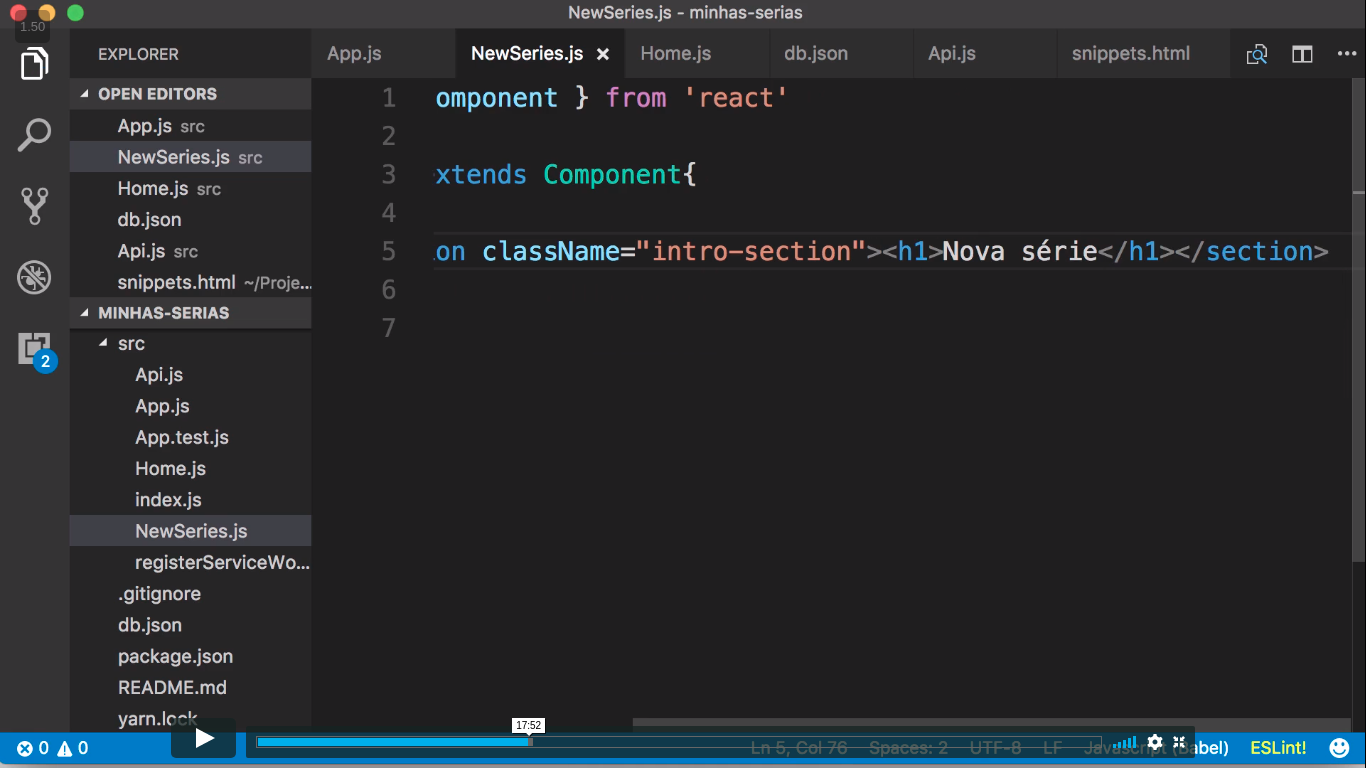 NewSeries.js - minhas-serias
1.50
EXPLORER
App.js
NewSeries.js ×
Home.js
db.json
Api.js
snippets.html
OPEN EDITORS
App.js src
NewSeries.js src
Home.js src
db.json
Api.js src
snippets.html ~/Proje...
MINHAS-SERIAS
src
Api.js
App.js
App.test.js
Home.js
index.js
NewSeries.js
registerServiceWo...
.gitignore
db.json
package.json
README.md
yarn.lock
2
1 omponent } from 'react'
2
3 xtends Component{
4
5 on className="intro-section"><h1>Nova série</h1></section>
6
7
17:52
0 0
Ln 5, Col 76 Spaces: 2 UTF-8 LF Javascript (Babel) ESLint!